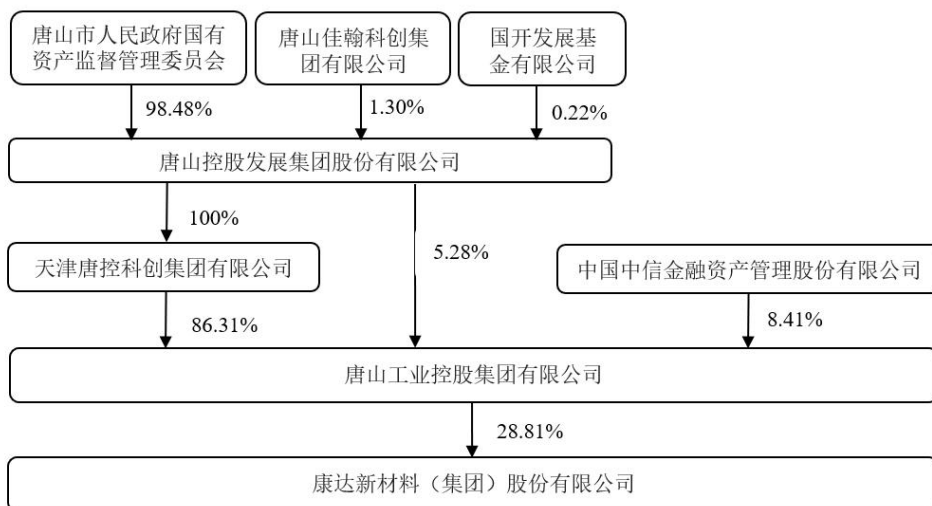 唐山市人民政府国有
资产监督管理委员会
唐山佳翰科创集
团有限公司
国开发展基
金有限公司
98.48%
1.30%
0.22%
唐山控股发展集团股份有限公司
100%
5.28%
天津唐控科创集团有限公司
中国中信金融资产管理股份有限公司
86.31%
8.41%
唐山工业控股集团有限公司
28.81%
康达新材料（集团）股份有限公司